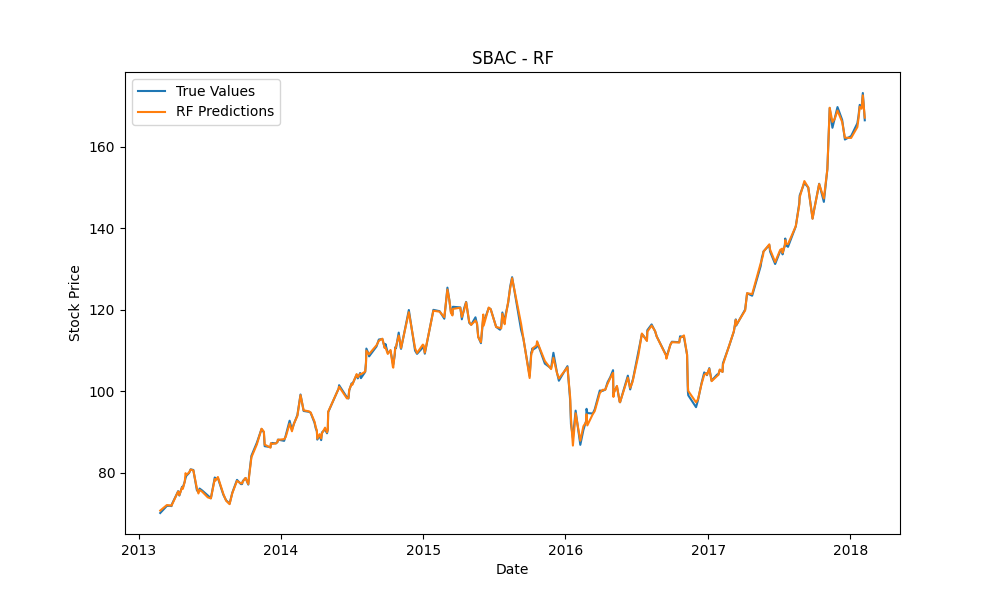 SBAC - RF
True Values
RF Predictions
160
140
120
100
80
Stock Price
2013 2014 2015 2016 2017 2018
Date